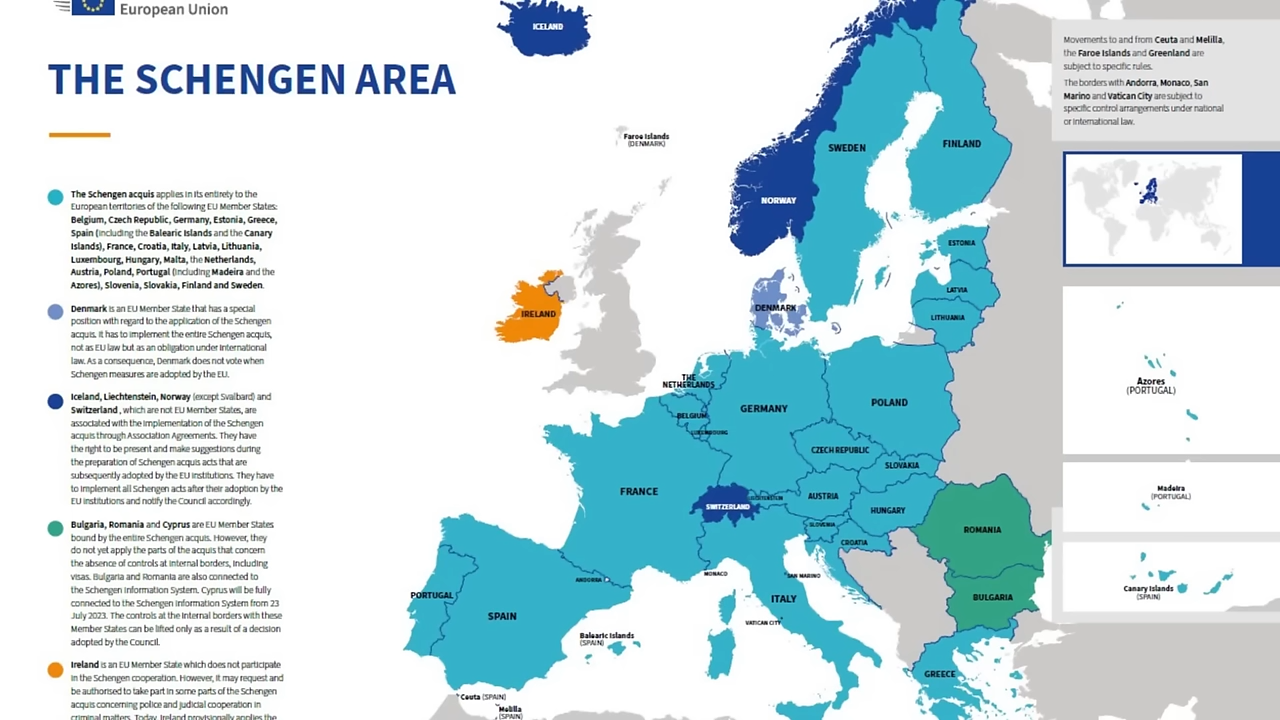 European Union
THE SCHENGEN AREA
The Schengen acquis applies in its entirety to the
European territories of the following EU Member States:
Belgium, Czech Republic, Germany, Estonia, Greece,
Spain (including the Balearic Islands and the Canary
Islands), France, Croatia, Italy, Latvia, Lithuania,
Luxembourg, Hungary, Malta, the Netherlands,
Austria, Poland, Portugal (including Madeira and the
Azores), Slovenia, Slovakia, Finland and Sweden.
Denmark is an EU Member State that has a special
position with regard to the application of the Schengen
acquis. It has to implement the entire Schengen acquis,
not as EU law but as an obligation under international
law. As a consequence, Denmark does not vote when
Schengen measures are adopted by the EU.
Iceland, Liechtenstein, Norway (except Svalbard) and
Switzerland , which are not EU Member States, are
associated with the implementation of the Schengen
acquis through Association Agreements. They have
the right to be present and make suggestions during
the preparation of Schengen acquis acts that are
subsequently adopted by the EU institutions. They have
to implement all Schengen acts after their adoption by the
EU institutions and notify the Council accordingly.
Bulgaria, Romania and Cyprus are EU Member States
bound by the entire Schengen acquis. However, they
do not yet apply the parts of the acquis that concern
the absence of controls at internal borders, including
visas. Bulgaria and Romania are also connected to
the Schengen Information System. Cyprus will be fully
connected to the Schengen Information System from 23
July 2023. The controls at the internal borders with these
Member States can be lifted only as a result of a decision
adopted by the Council.
Ireland is an EU Member State which does not participate
in the Schengen cooperation. However, it may request and
be authorised to take part in some parts of the Schengen
acquis concerning police and judicial cooperation in
criminal matters. Today, Ireland provisionally applies the
ICELAND
Faroe Islands
(DENMARK)
SWEDEN
FINLAND
NORWAY
ESTONIA
LATVIA
LITHUANIA
DENMARK
IRELAND
THE
NETHERLANDS
BELGIUM
LUXEMBOURG
GERMANY
POLAND
CZECH REPUBLIC
SLOVAKIA
FRANCE
SWITZERLAND
LIECHTENSTEIN
AUSTRIA
HUNGARY
SLOVENIA
CROATIA
ROMANIA
BULGARIA
ANDORRA
MONACO
SAN MARINO
ITALY
VATICAN CITY
PORTUGAL
SPAIN
Balearic Islands
(SPAIN)
GREECE
Ceuta (SPAIN)
Melilla
(SPAIN)
Movements to and from Ceuta and Melilla,
the Faroe Islands and Greenland are
subject to specific rules.
The borders with Andorra, Monaco, San
Marino and Vatican City are subject to
specific control arrangements under national
or international law.
Azores
(PORTUGAL)
Madeira
(PORTUGAL)
Canary Islands
(SPAIN)